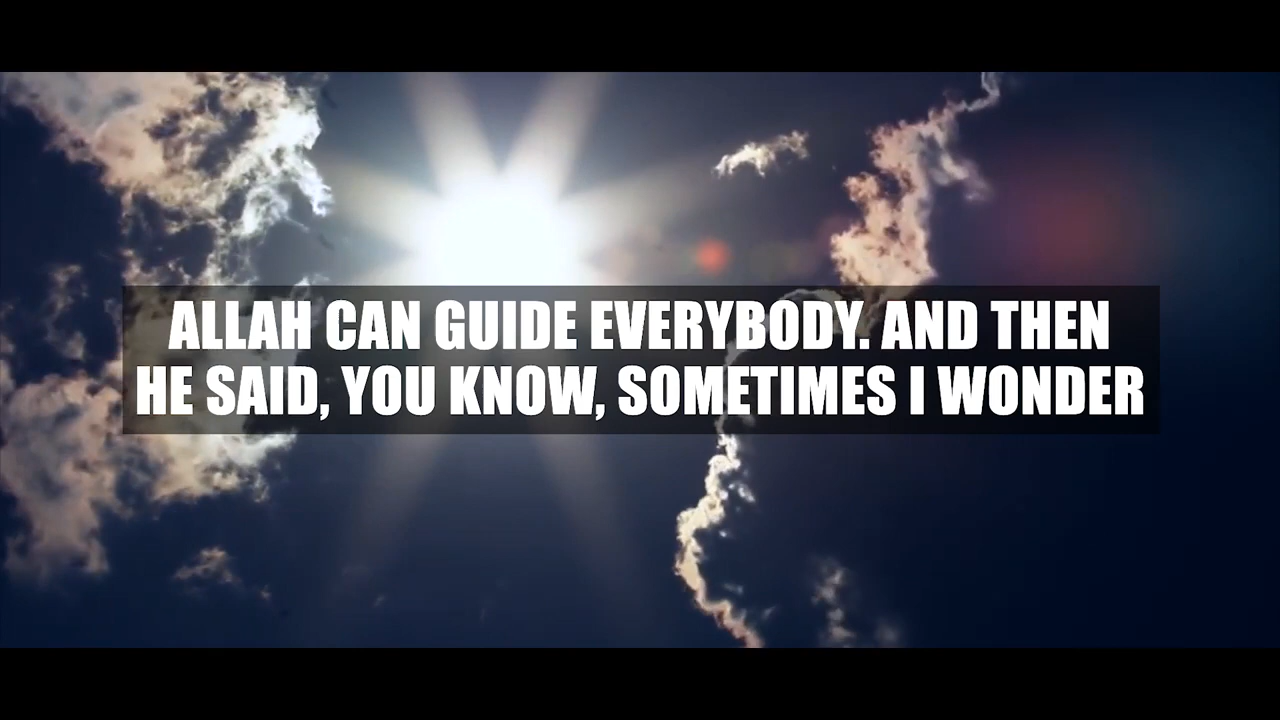 ALLAH CAN GUIDE EVERYBODY. AND THEN
HE SAID, YOU KNOW, SOMETIMES I WONDER